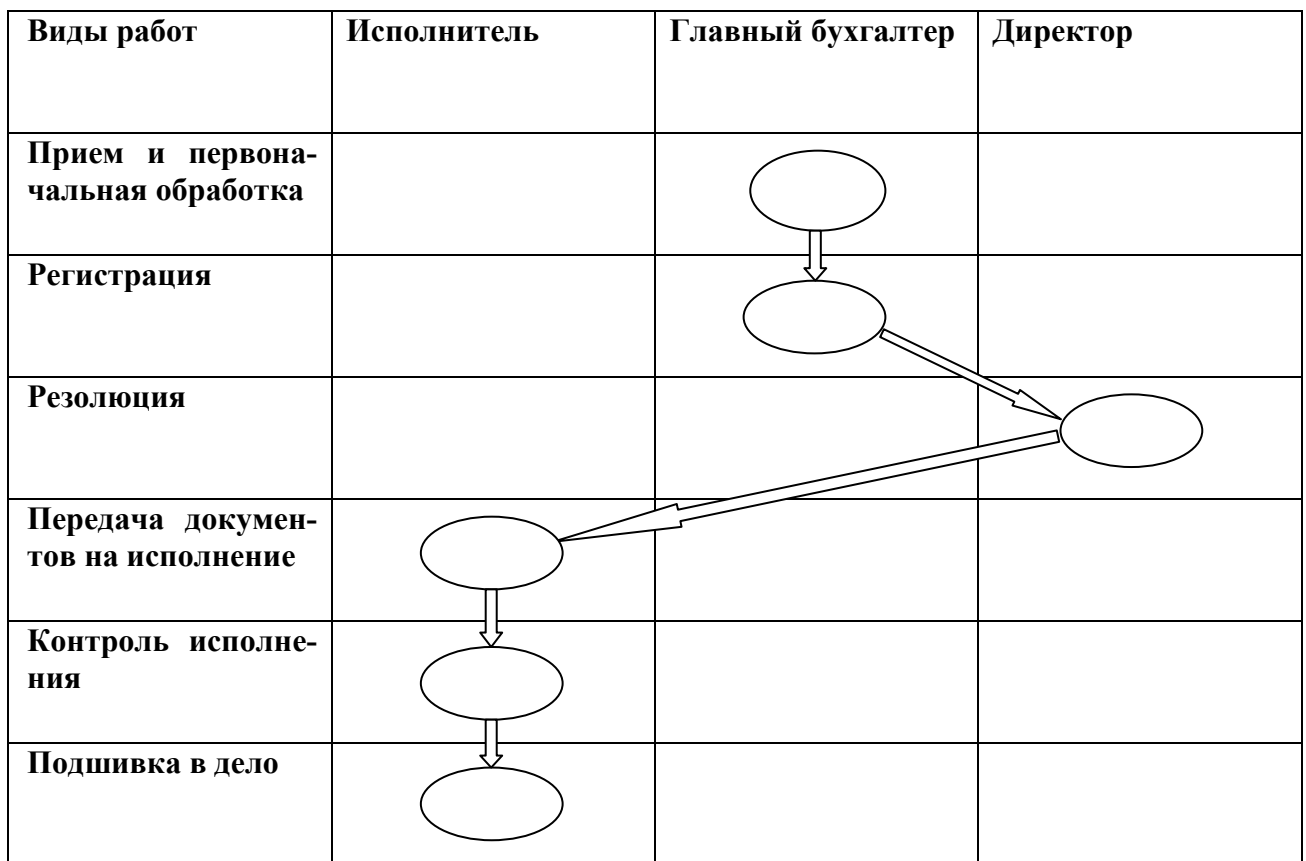 Виды работ
Исполнитель
Главный бухгалтер
Директор
Прием и первона-
чальная обработка
Регистрация
Резолюция
Передача докумен-
тов на исполнение
Контроль исполне-
ния
Подшивка в дело